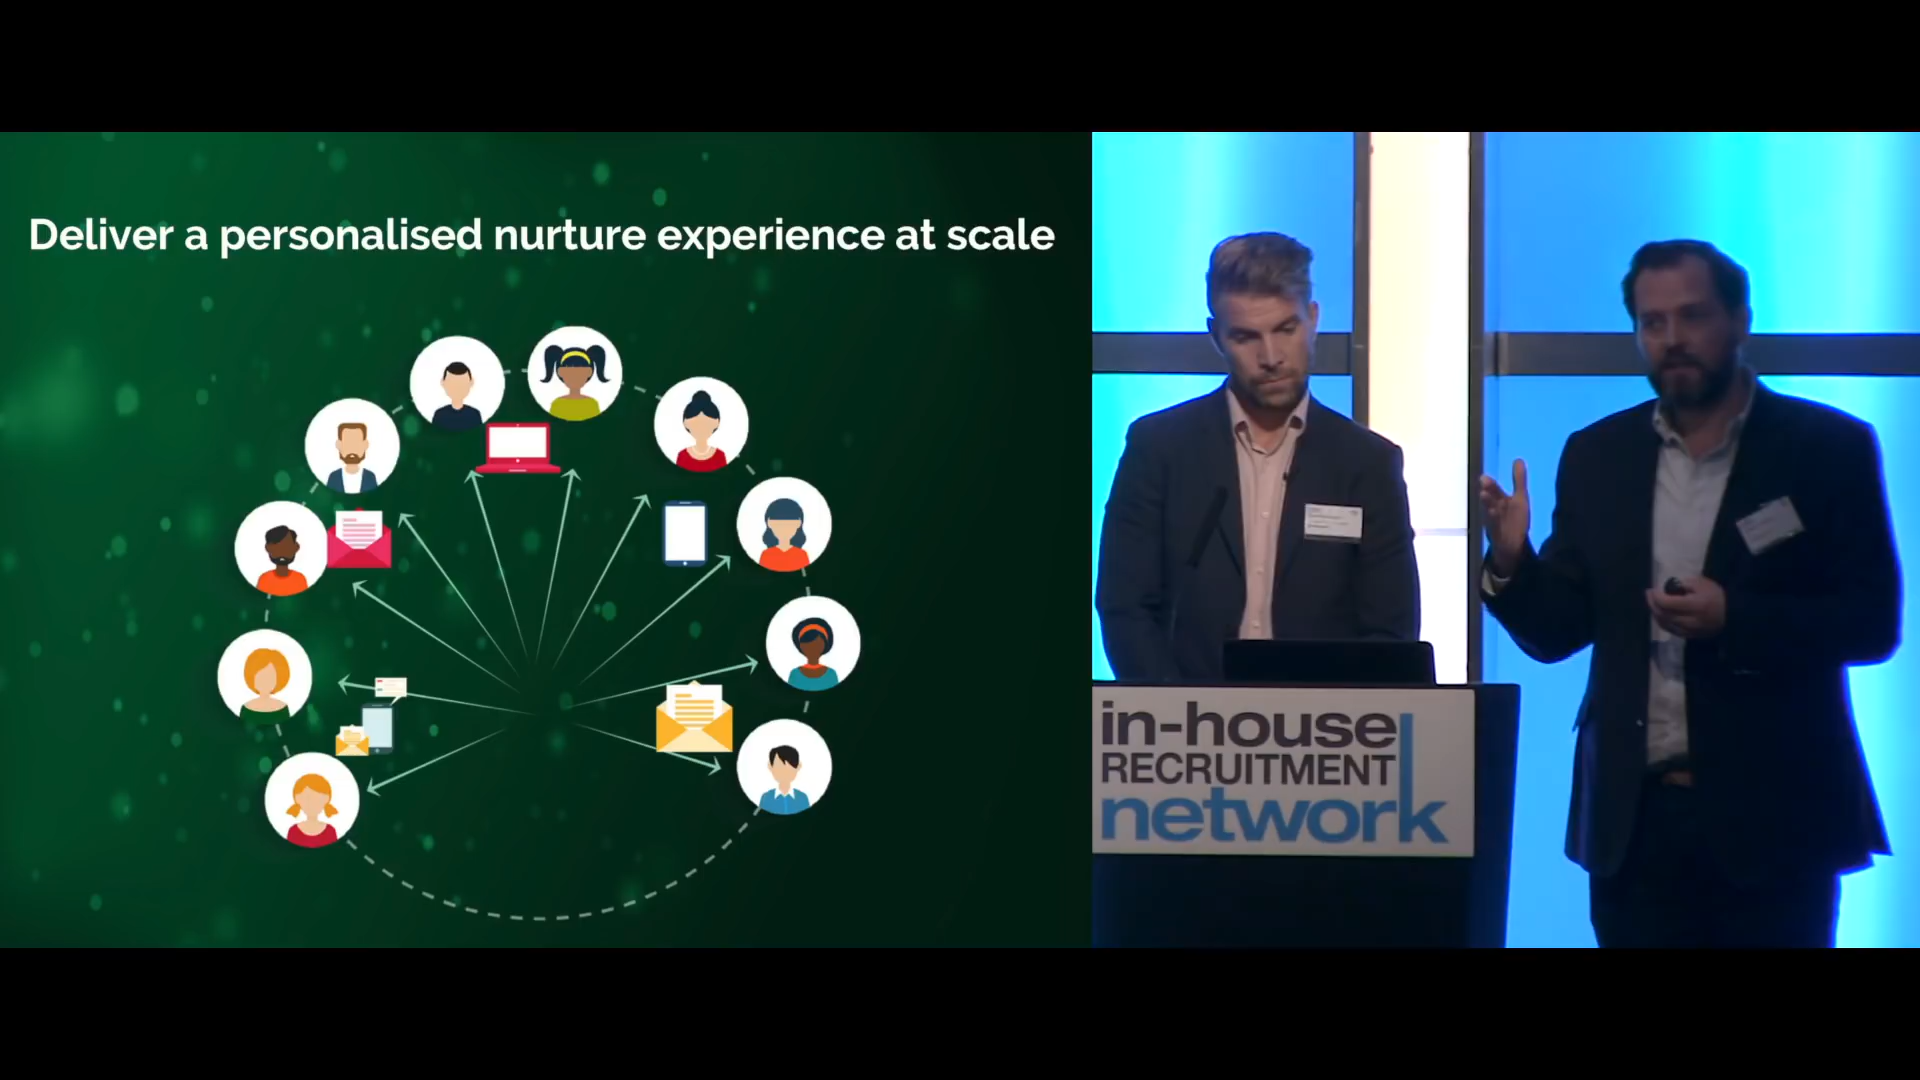 Deliver a personalised nurture experience at scale
in-house
RECRUITMENT
network